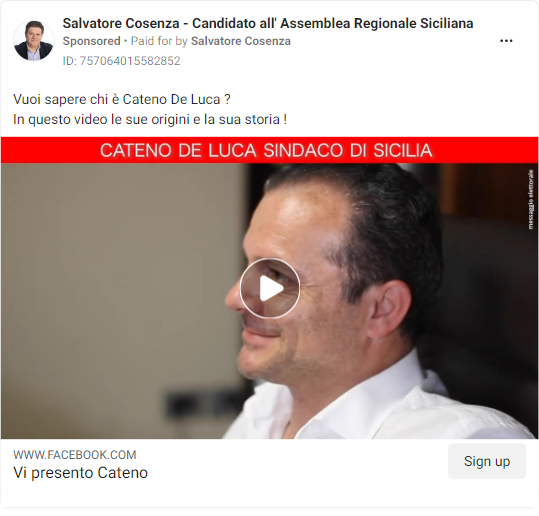 Salvatore Cosenza - Candidato all' Assemblea Regionale Siciliana
Sponsored • Paid for by Salvatore Cosenza
ID: 757064015582852
Vuoi sapere chi è Cateno De Luca ?
In questo video le sue origini e la sua storia !
CATENO DE LUCA SINDACO DI SICILIA
messaggio elettorale
WWW.FACEBOOK.COM
Vi presento Cateno
Sign up